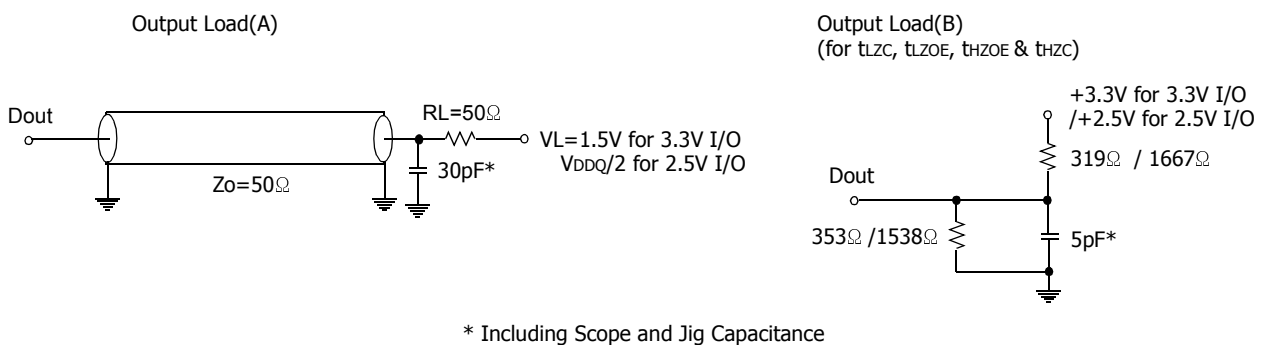 Output Load(A)
Dout
Zo=50Ω
RL=50Ω
30pF*
VL=1.5V for 3.3V I/O
VDDQ/2 for 2.5V I/O
Output Load(B)
(for tLZC, tLZOE, tHZOE & tHZC)
+3.3V for 3.3V I/O
/+2.5V for 2.5V I/O
319Ω / 1667Ω
Dout
353Ω /1538Ω
5pF*
* Including Scope and Jig Capacitance